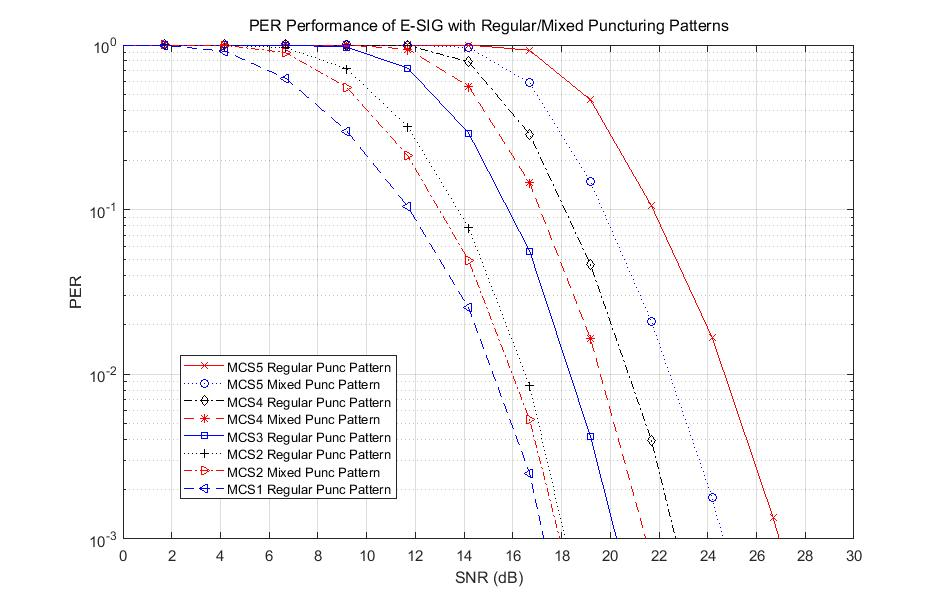 PER Performance of E-SIG with Regular/Mixed Puncturing Patterns
10^0
10^-1
10^-2
10^-3
PER
MCS5 Regular Punc Pattern
MCS5 Mixed Punc Pattern
MCS4 Regular Punc Pattern
MCS4 Mixed Punc Pattern
MCS3 Regular Punc Pattern
MCS2 Regular Punc Pattern
MCS2 Mixed Punc Pattern
MCS1 Regular Punc Pattern
0 2 4 6 8 10 12 14 16 18 20 22 24 26 28 30
SNR (dB)